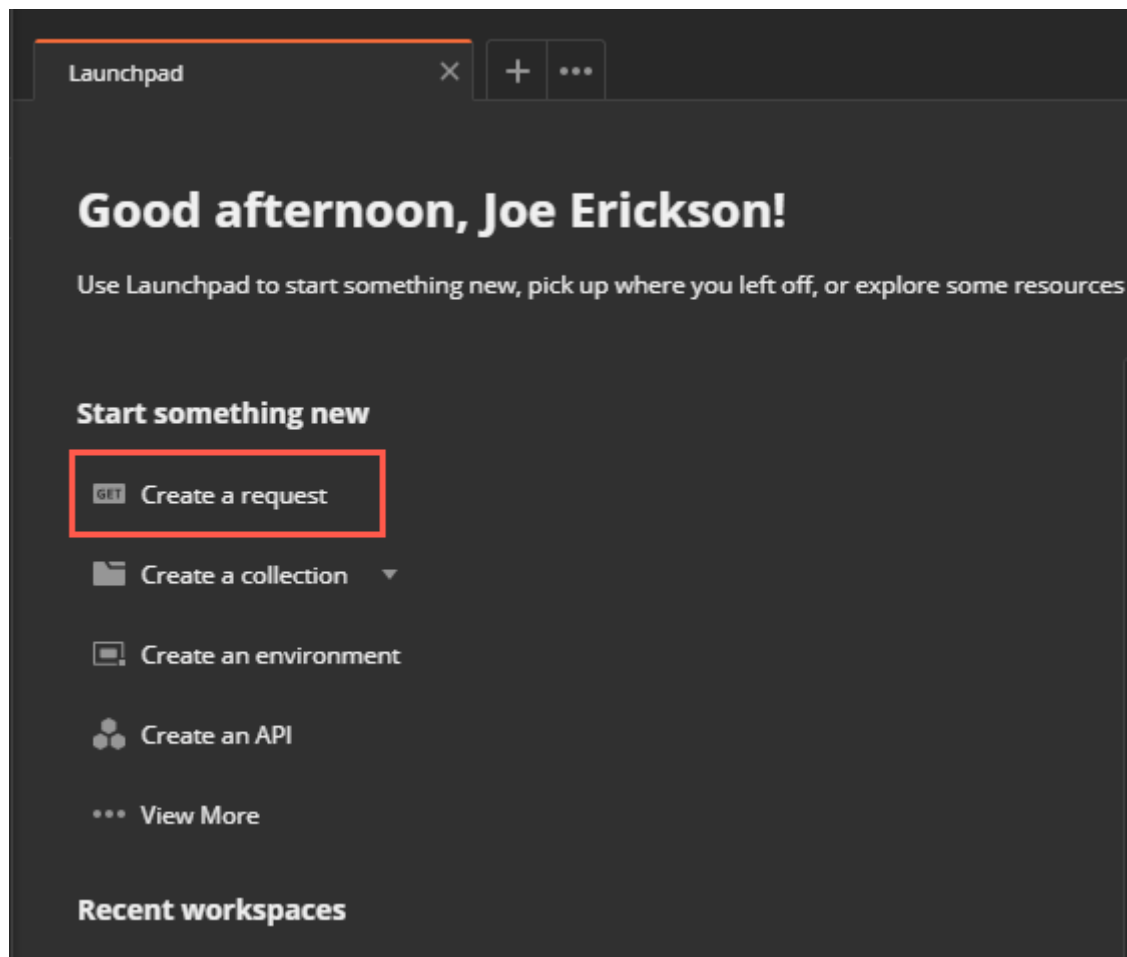 Launchpad
Good afternoon, Joe Erickson!
Use Launchpad to start something new, pick up where you left off, or explore some resources
Start something new
GET Create a request
Create a collection
Create an environment
Create an API
View More
Recent workspaces